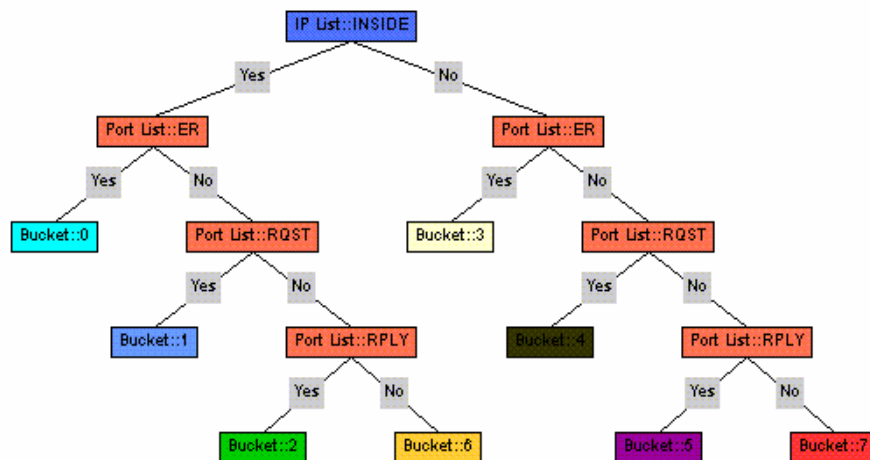 IP List::INSIDE
Yes
No
Port List::ER
Port List::ER
Yes
No
Yes
No
Bucket::0
Port List::RQST
Bucket::3
Port List::RQST
Yes
No
Yes
No
Bucket::1
Port List::RPLY
Bucket::4
Port List::RPLY
Yes
No
Yes
No
Bucket::2
Bucket::6
Bucket::5
Bucket::7